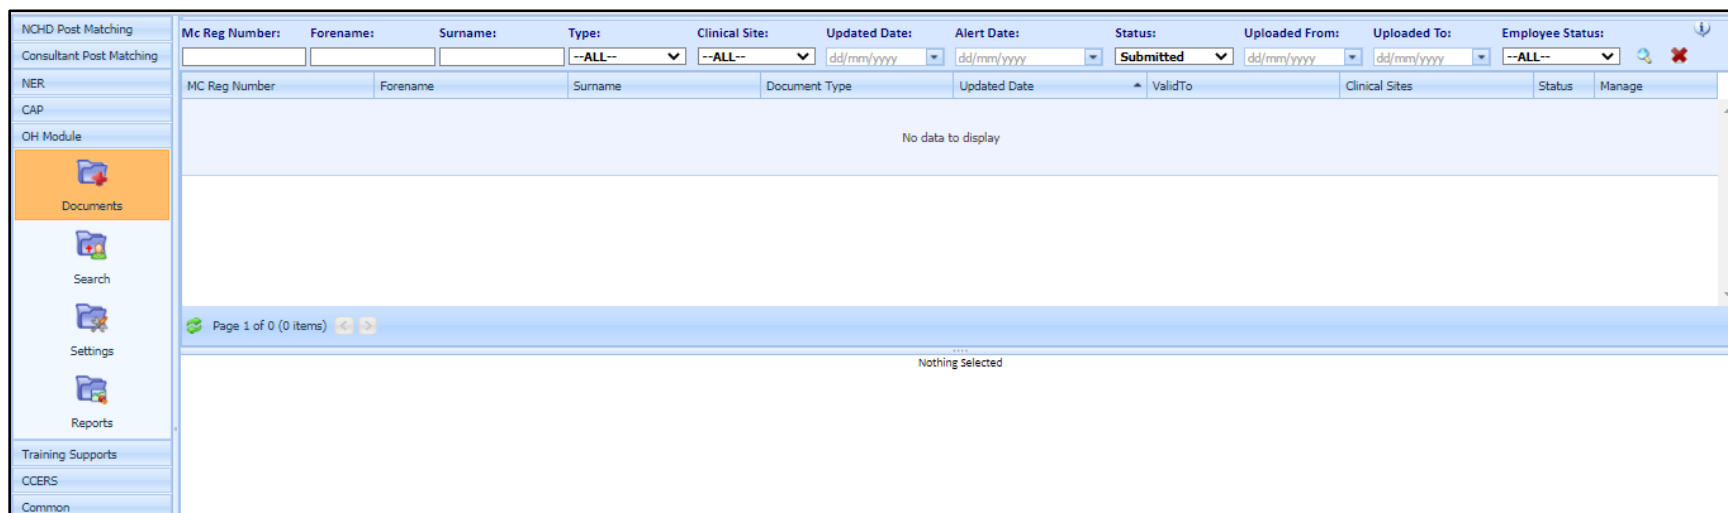 NCHD Post Matching
Consultant Post Matching
NER
CAP
OH Module
Documents
Search
Settings
Reports
Training Supports
CCERS
Common
Mc Reg Number: Forename: Surname: Type: Clinical Site: Updated Date: Alert Date: Status: Uploaded From: Uploaded To: Employee Status:
--ALL-- --ALL-- dd/mm/yyyy dd/mm/yyyy Submitted dd/mm/yyyy dd/mm/yyyy --ALL--
MC Reg Number Forename Surname Document Type Updated Date ValidTo Clinical Sites Status Manage
No data to display
Page 1 of 0 (0 items) < >
Nothing Selected